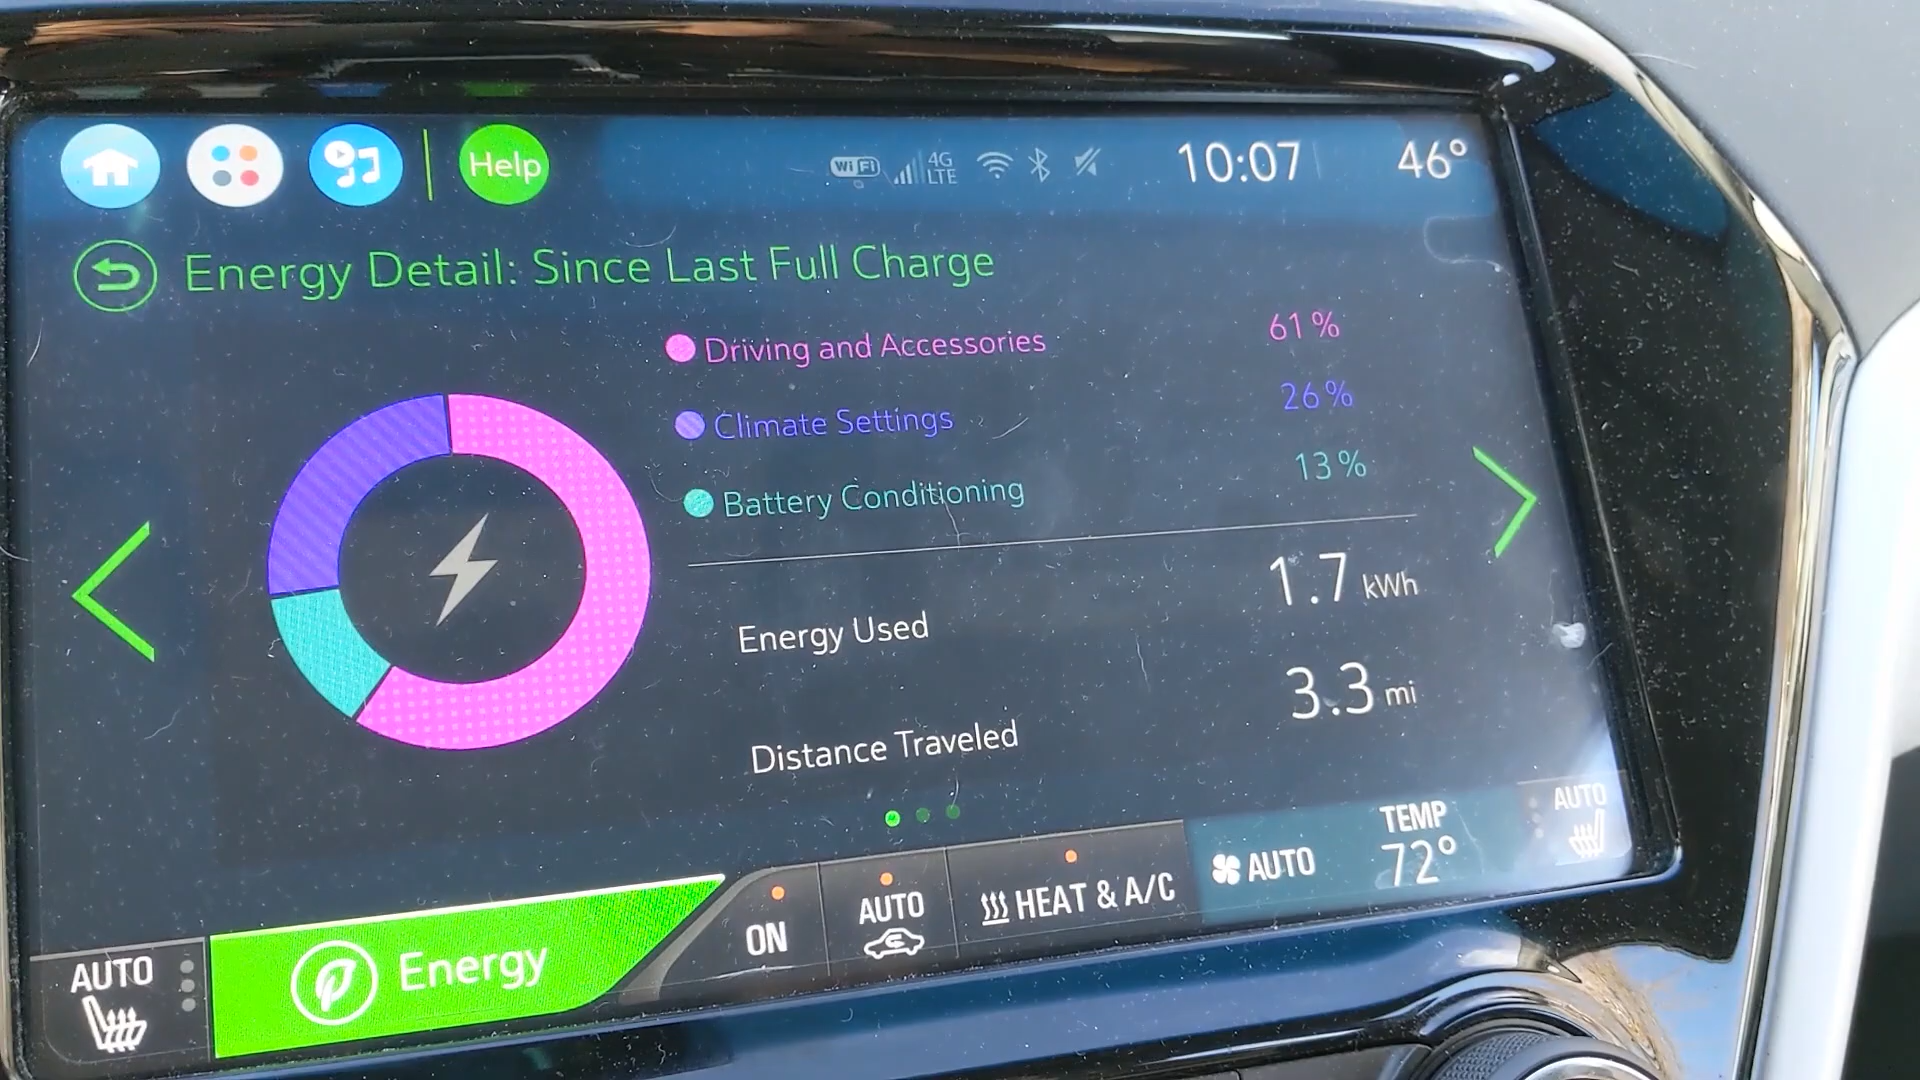 Help WiFi 4G LTE 10:07 46°
Energy Detail: Since Last Full Charge
Driving and Accessories 61%
Climate Settings 26%
Battery Conditioning 13%
Energy Used 1.7 kWh
Distance Traveled 3.3 mi
AUTO Energy ON AUTO HEAT & A/C AUTO TEMP 72° AUTO